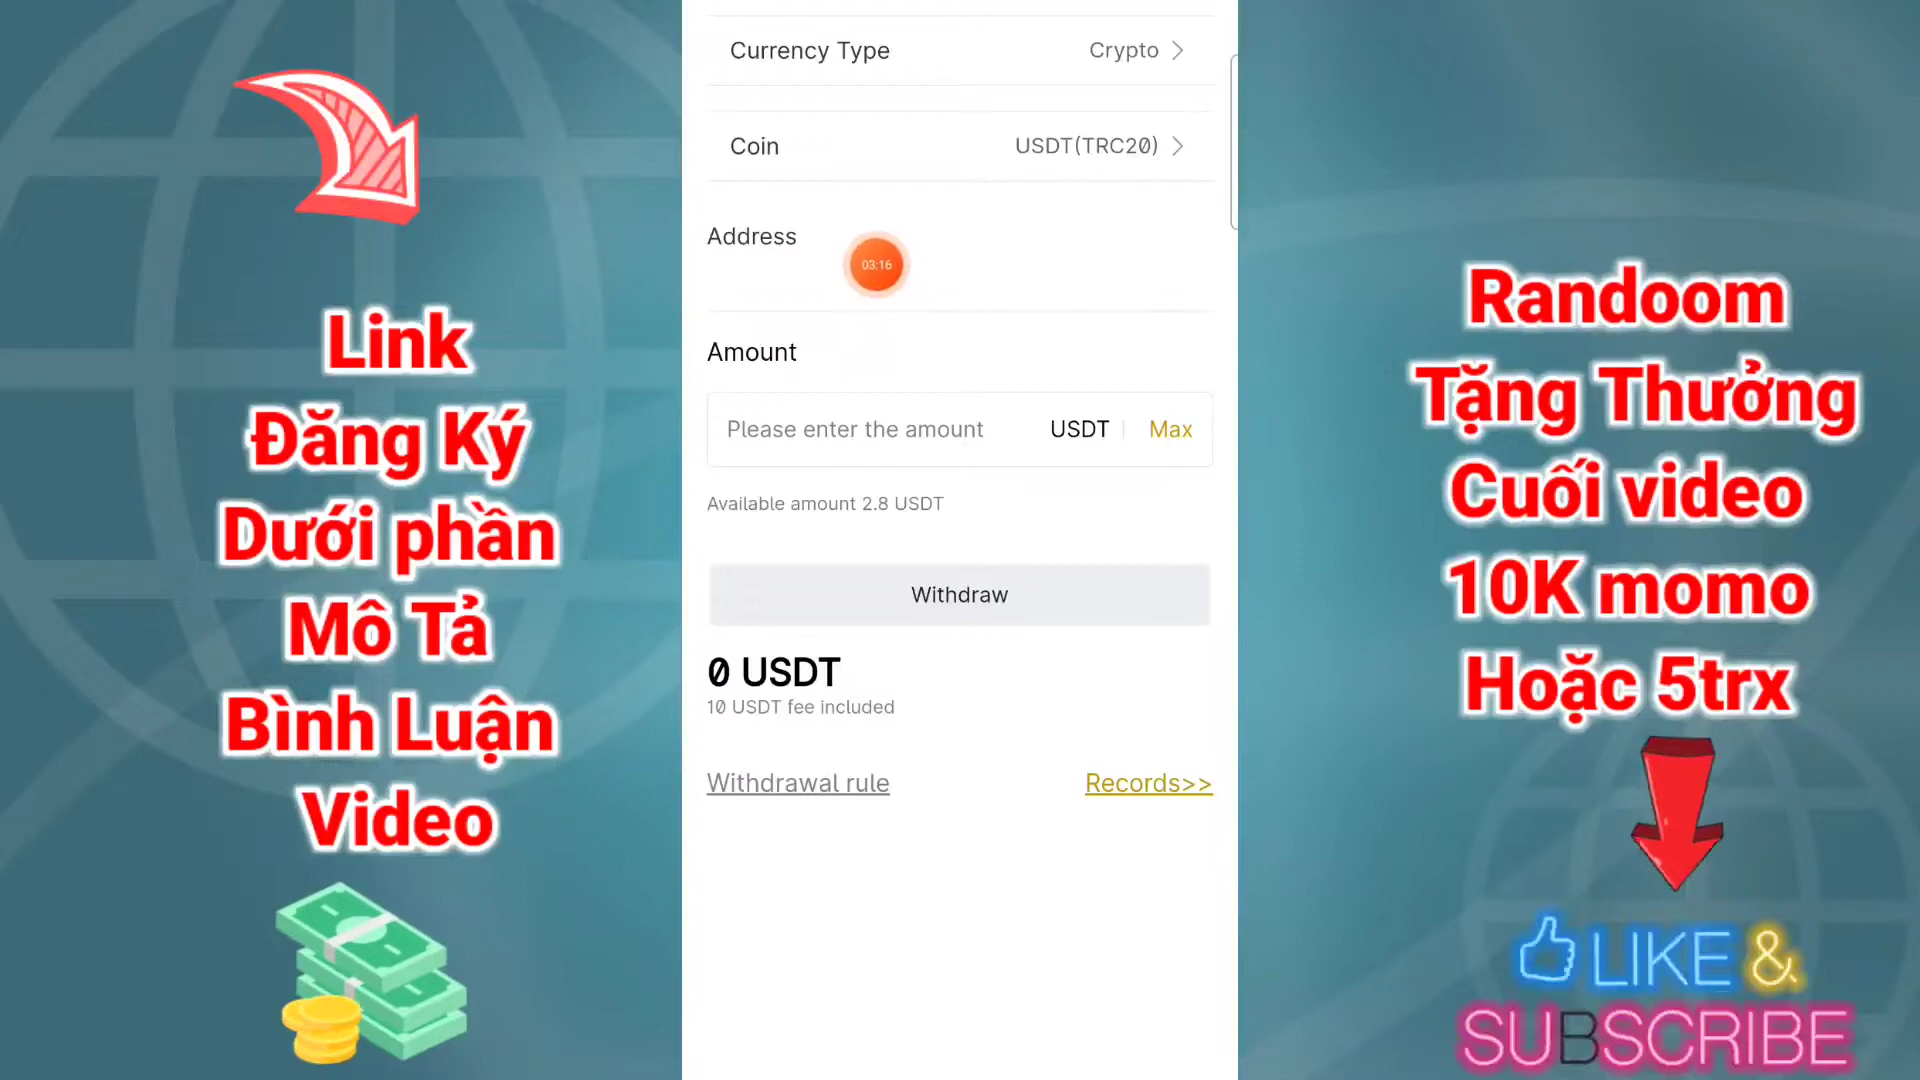 Link
Đăng Ký
Dưới phần
Mô Tả
Bình Luận
Video
Currency Type
Crypto
Coin
USDT(TRC20)
Address
03:16
Amount
Please enter the amount
USDT
Max
Available amount 2.8 USDT
Withdraw
0 USDT
10 USDT fee included
Withdrawal rule
Records>>
Randoom
Tặng Thưởng
Cuối video
10K momo
Hoặc 5trx
LIKE &
SUBSCRIBE